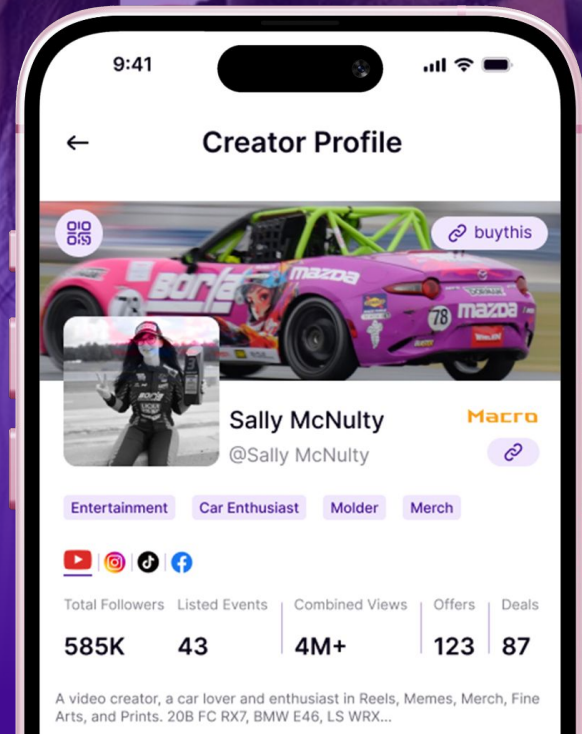 9:41
Creator Profile
buythis
Borla
mazda
78
mazda
Sally McNulty
Macro
@Sally McNulty
Entertainment
Car Enthusiast
Molder
Merch
Total Followers
Listed Events
Combined Views
Offers
Deals
585K
43
4M+
123
87
A video creator, a car lover and enthusiast in Reels, Memes, Merch, Fine
Arts, and Prints. 20B FC RX7, BMW E46, LS WRX...